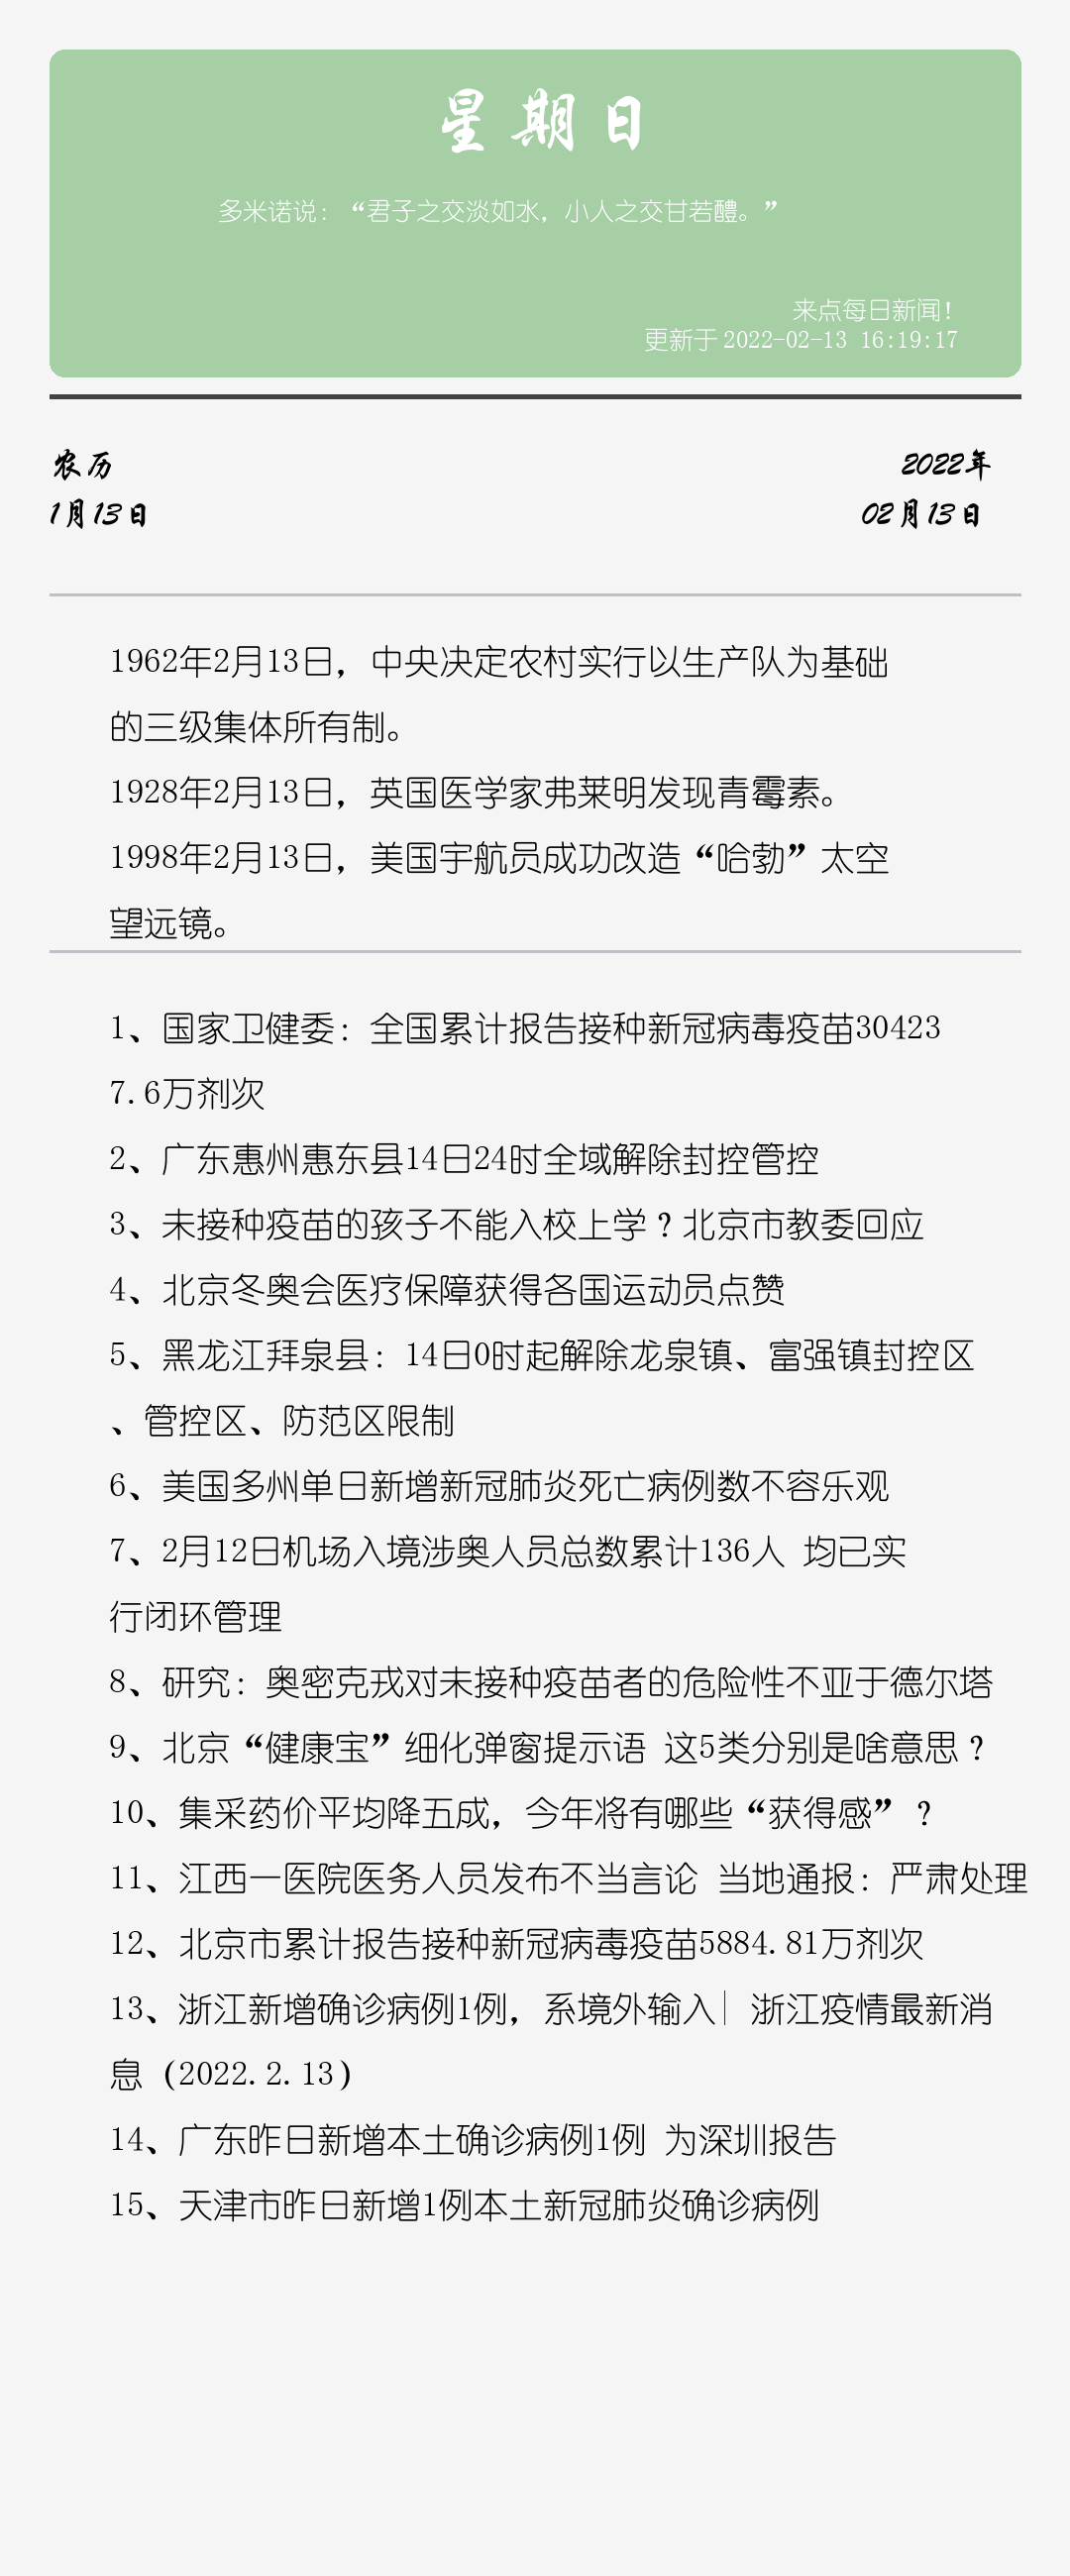 星期日
多米诺说：“君子之交淡如水，小人之交甘若醴。”
来点每日新闻！
更新于 2022-02-13 16:19:17
农历
2022年
1月13日
02月13日
1962年2月13日，中央决定农村实行以生产队为基础
的三级集体所有制。
1928年2月13日，英国医学家弗莱明发现青霉素。
1998年2月13日，美国宇航员成功改造“哈勃”太空
望远镜。
1、国家卫健委：全国累计报告接种新冠病毒疫苗30423
7.6万剂次
2、广东惠州惠东县14日24时全域解除封控管控
3、未接种疫苗的孩子不能入校上学？北京市教委回应
4、北京冬奥会医疗保障获得各国运动员点赞
5、黑龙江拜泉县：14日0时起解除龙泉镇、富强镇封控区
、管控区、防范区限制
6、美国多州单日新增新冠肺炎死亡病例数不容乐观
7、2月12日机场入境涉奥人员总数累计136人 均已实
行闭环管理
8、研究：奥密克戎对未接种疫苗者的危险性不亚于德尔塔
9、北京“健康宝”细化弹窗提示语 这5类分别是啥意思？
10、集采药价平均降五成，今年将有哪些“获得感”？
11、江西一医院医务人员发布不当言论 当地通报：严肃处理
12、北京市累计报告接种新冠病毒疫苗5884.81万剂次
13、浙江新增确诊病例1例，系境外输入| 浙江疫情最新消
息（2022.2.13）
14、广东昨日新增本土确诊病例1例 为深圳报告
15、天津市昨日新增1例本土新冠肺炎确诊病例